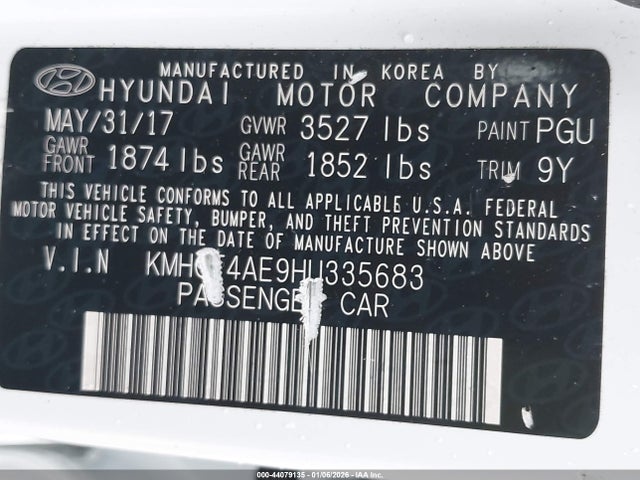 MANUFACTURED IN KOREA BY
HYUNDAI MOTOR COMPANY
MAY/31/17 GVWR 3527 lbs PAINT PGU
GAWR FRONT 1874 lbs GAWR REAR 1852 lbs TRIM 9Y
THIS VEHICLE CONFORMS TO ALL APPLICABLE U.S.A. FEDERAL
MOTOR VEHICLE SAFETY, BUMPER, AND THEFT PREVENTION STANDARDS
IN EFFECT ON THE DATE OF MANUFACTURE SHOWN ABOVE
V.I.N
PASSENGER CAR
000-44079135 - 01/06/2026 - IAA Inc.